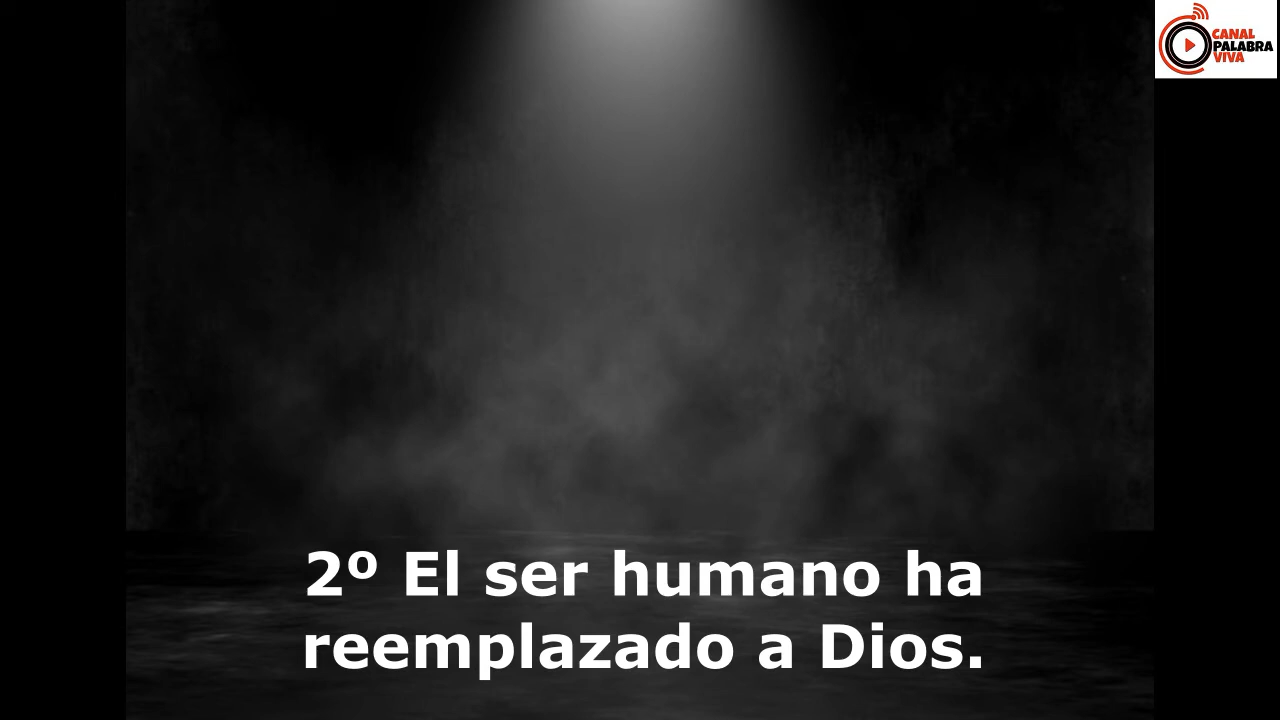 CANAL
PALABRA
VIVA
2º El ser humano ha
reemplazado a Dios.